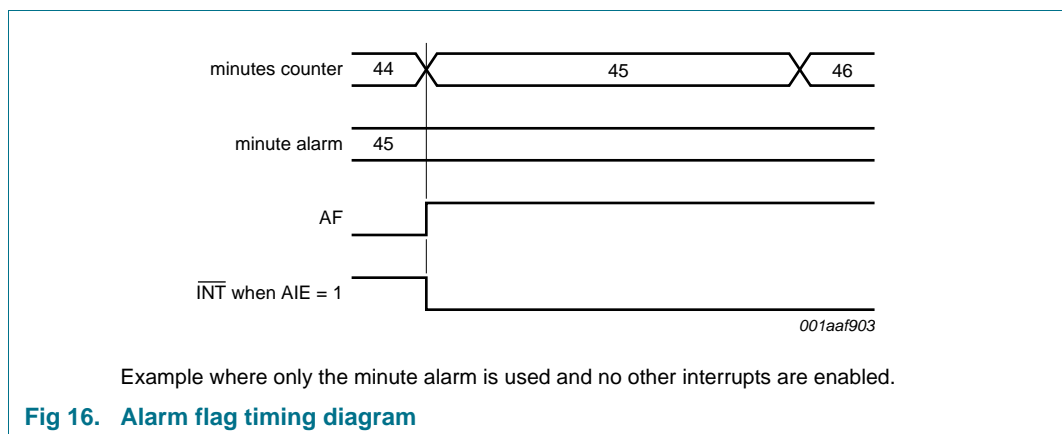 minutes counter 44 45 46
minute alarm 45
AF
INT when AIE = 1
001aaf903
Example where only the minute alarm is used and no other interrupts are enabled.
Fig 16. Alarm flag timing diagram